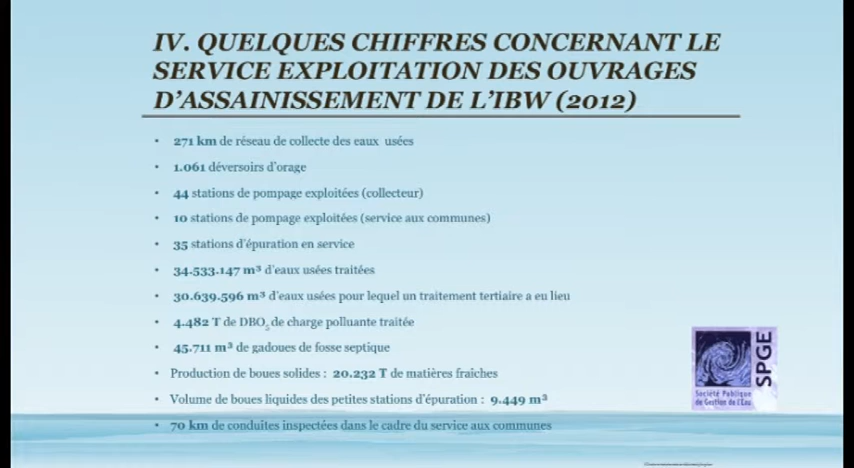 IV. QUELQUES CHIFFRES CONCERNANT LE
SERVICE EXPLOITATION DES OUVRAGES
D'ASSAINISSEMENT DE L'IBW (2012)
• 271 km de réseau de collecte des eaux usées
• 1.061 déversoirs d'orage
• 44 stations de pompage exploitées (collecteur)
• 10 stations de pompage exploitées (service aux communes)
• 35 stations d'épuration en service
• 34.533.147 m³ d'eaux usées traitées
• 30.639.596 m³ d'eaux usées pour lequel un traitement tertiaire a eu lieu
• 4.482 T de DBO₅ de charge polluante traitée
• 45.711 m³ de gadoues de fosse septique
• Production de boues solides : 20.232 T de matières fraîches
• Volume de boues liquides des petites stations d'épuration : 9.449 m³
• 70 km de conduites inspectées dans le cadre du service aux communes
SPGE
Société Publique
de Gestion de l'Eau